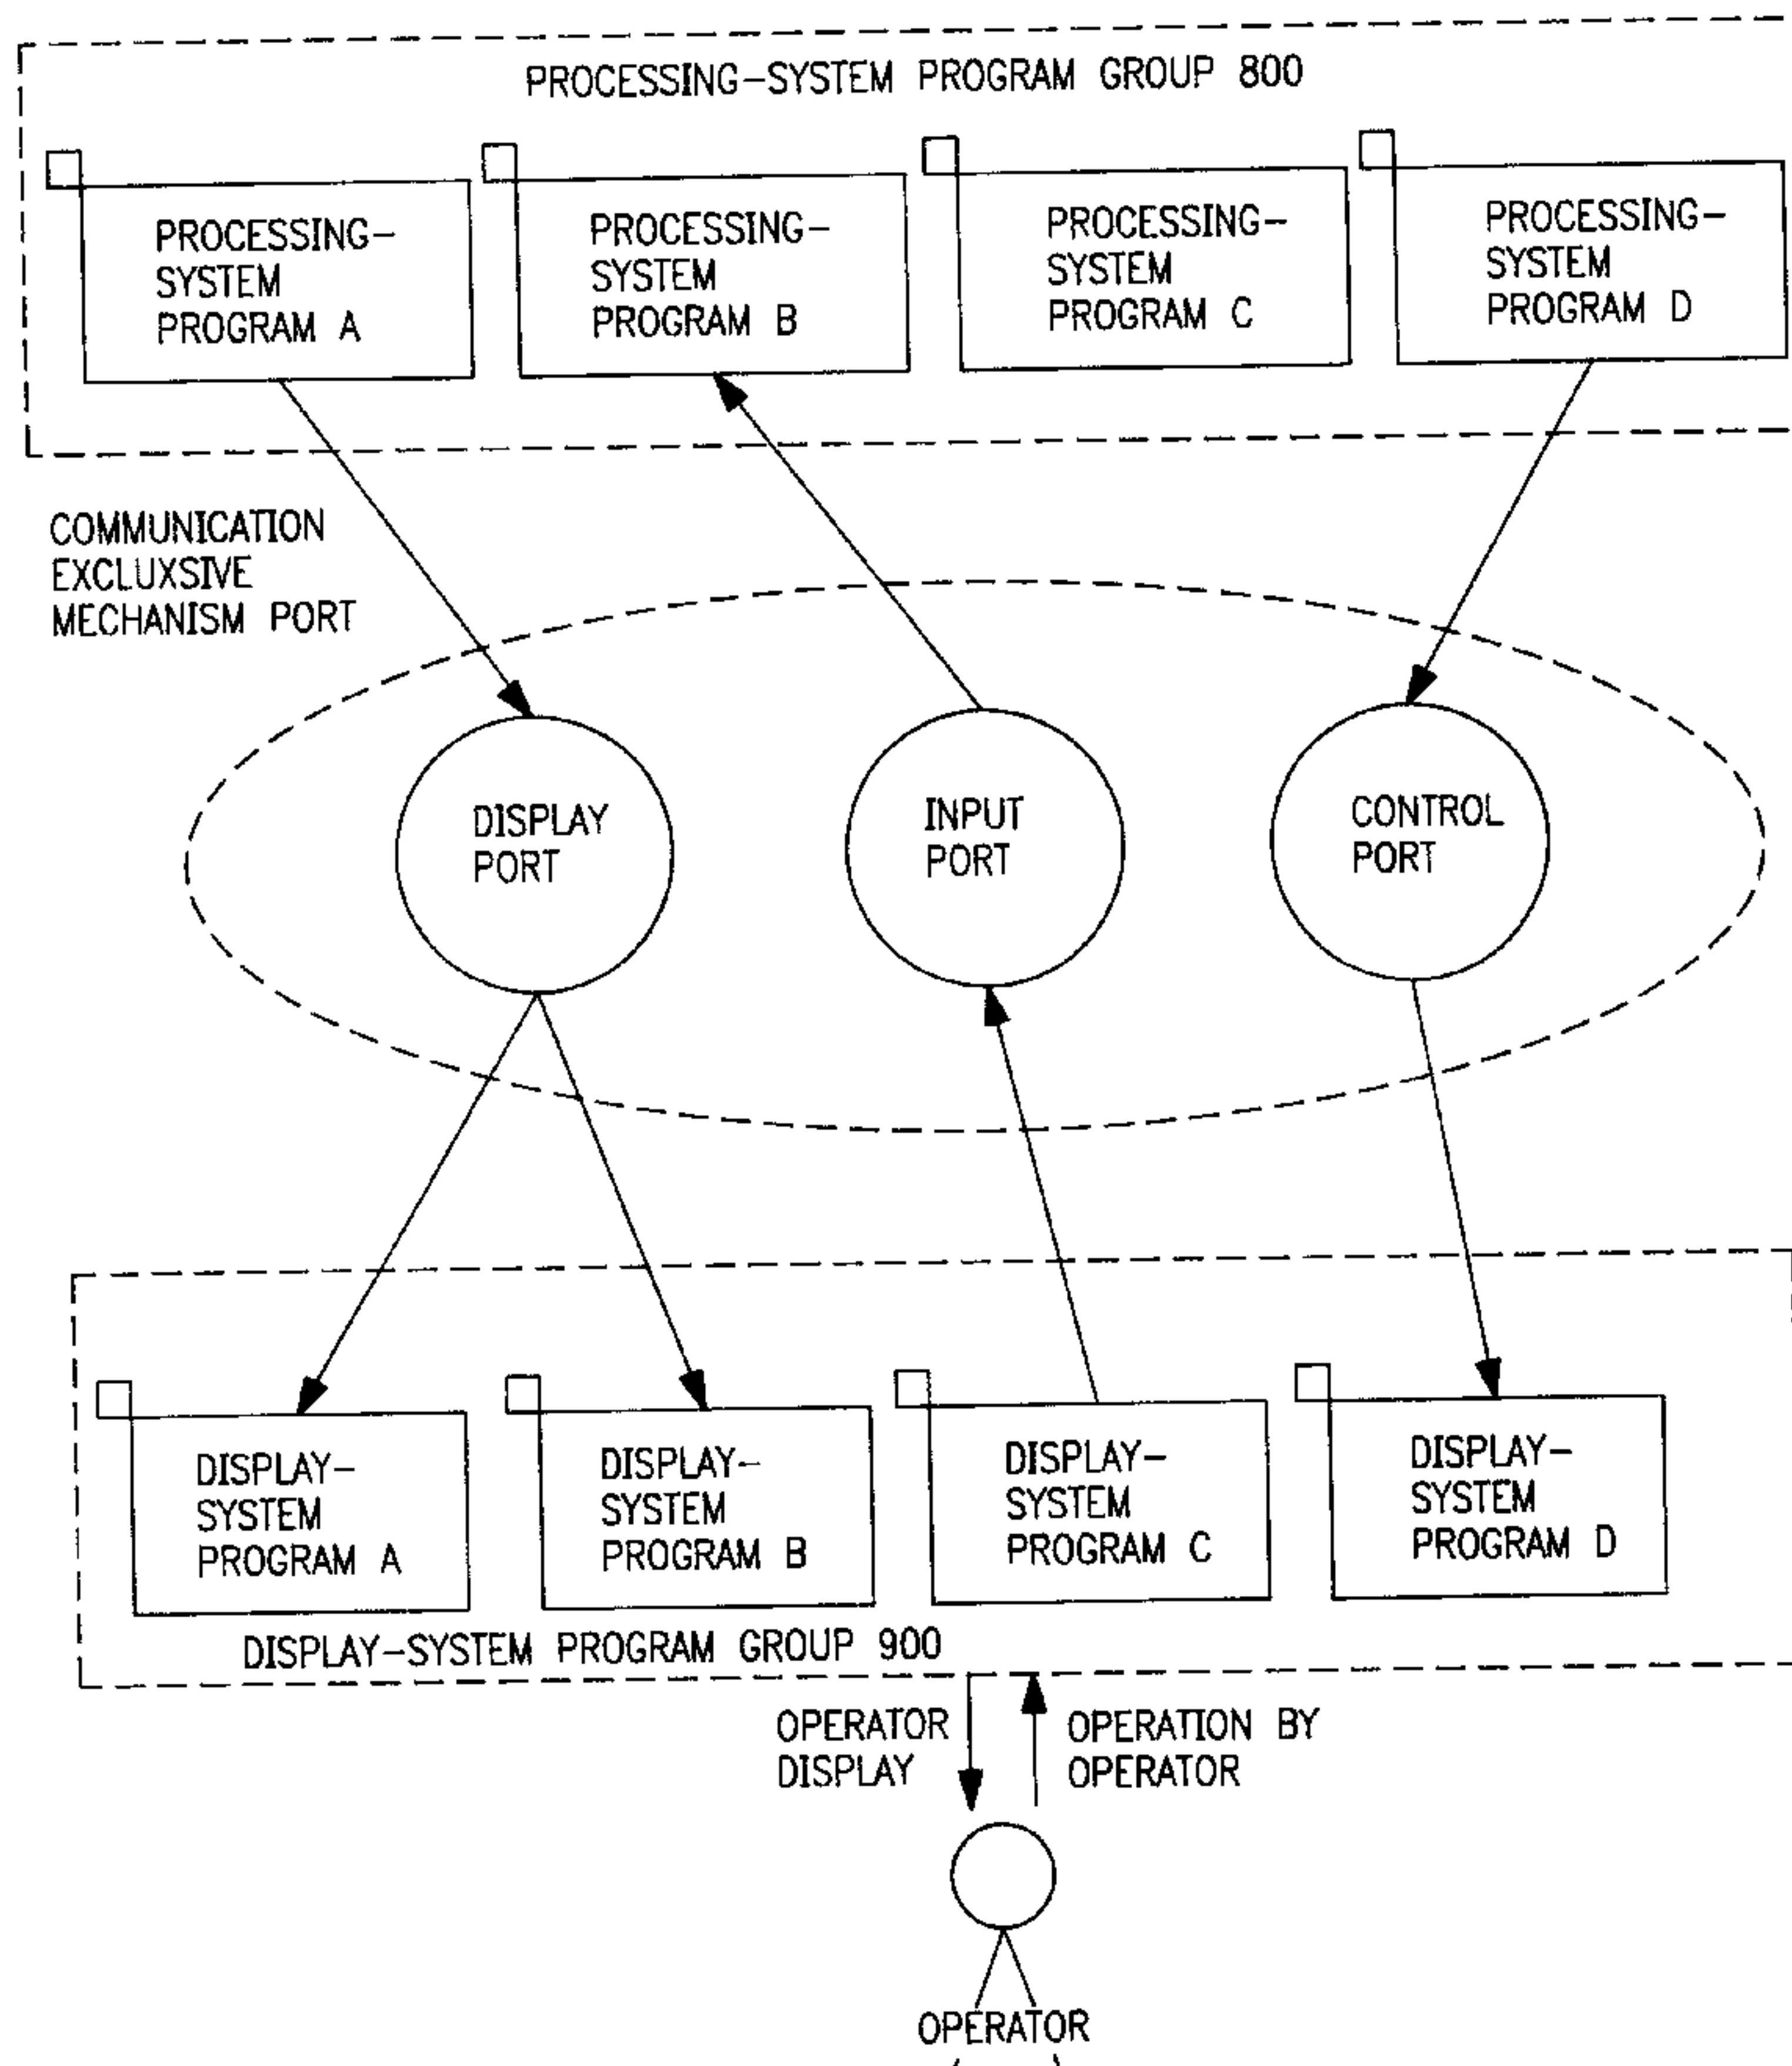 PROCESSING-SYSTEM PROGRAM GROUP 800
PROCESSING-
SYSTEM
PROGRAM A
PROCESSING-
SYSTEM
PROGRAM B
PROCESSING-
SYSTEM
PROGRAM C
PROCESSING-
SYSTEM
PROGRAM D
COMMUNICATION
EXCLUXSIVE
MECHANISM PORT
DISPLAY
PORT
INPUT
PORT
CONTROL
PORT
DISPLAY-
SYSTEM
PROGRAM A
DISPLAY-
SYSTEM
PROGRAM B
DISPLAY-
SYSTEM
PROGRAM C
DISPLAY-
SYSTEM
PROGRAM D
DISPLAY-SYSTEM PROGRAM GROUP 900
OPERATOR
DISPLAY
OPERATION BY
OPERATOR
OPERATOR